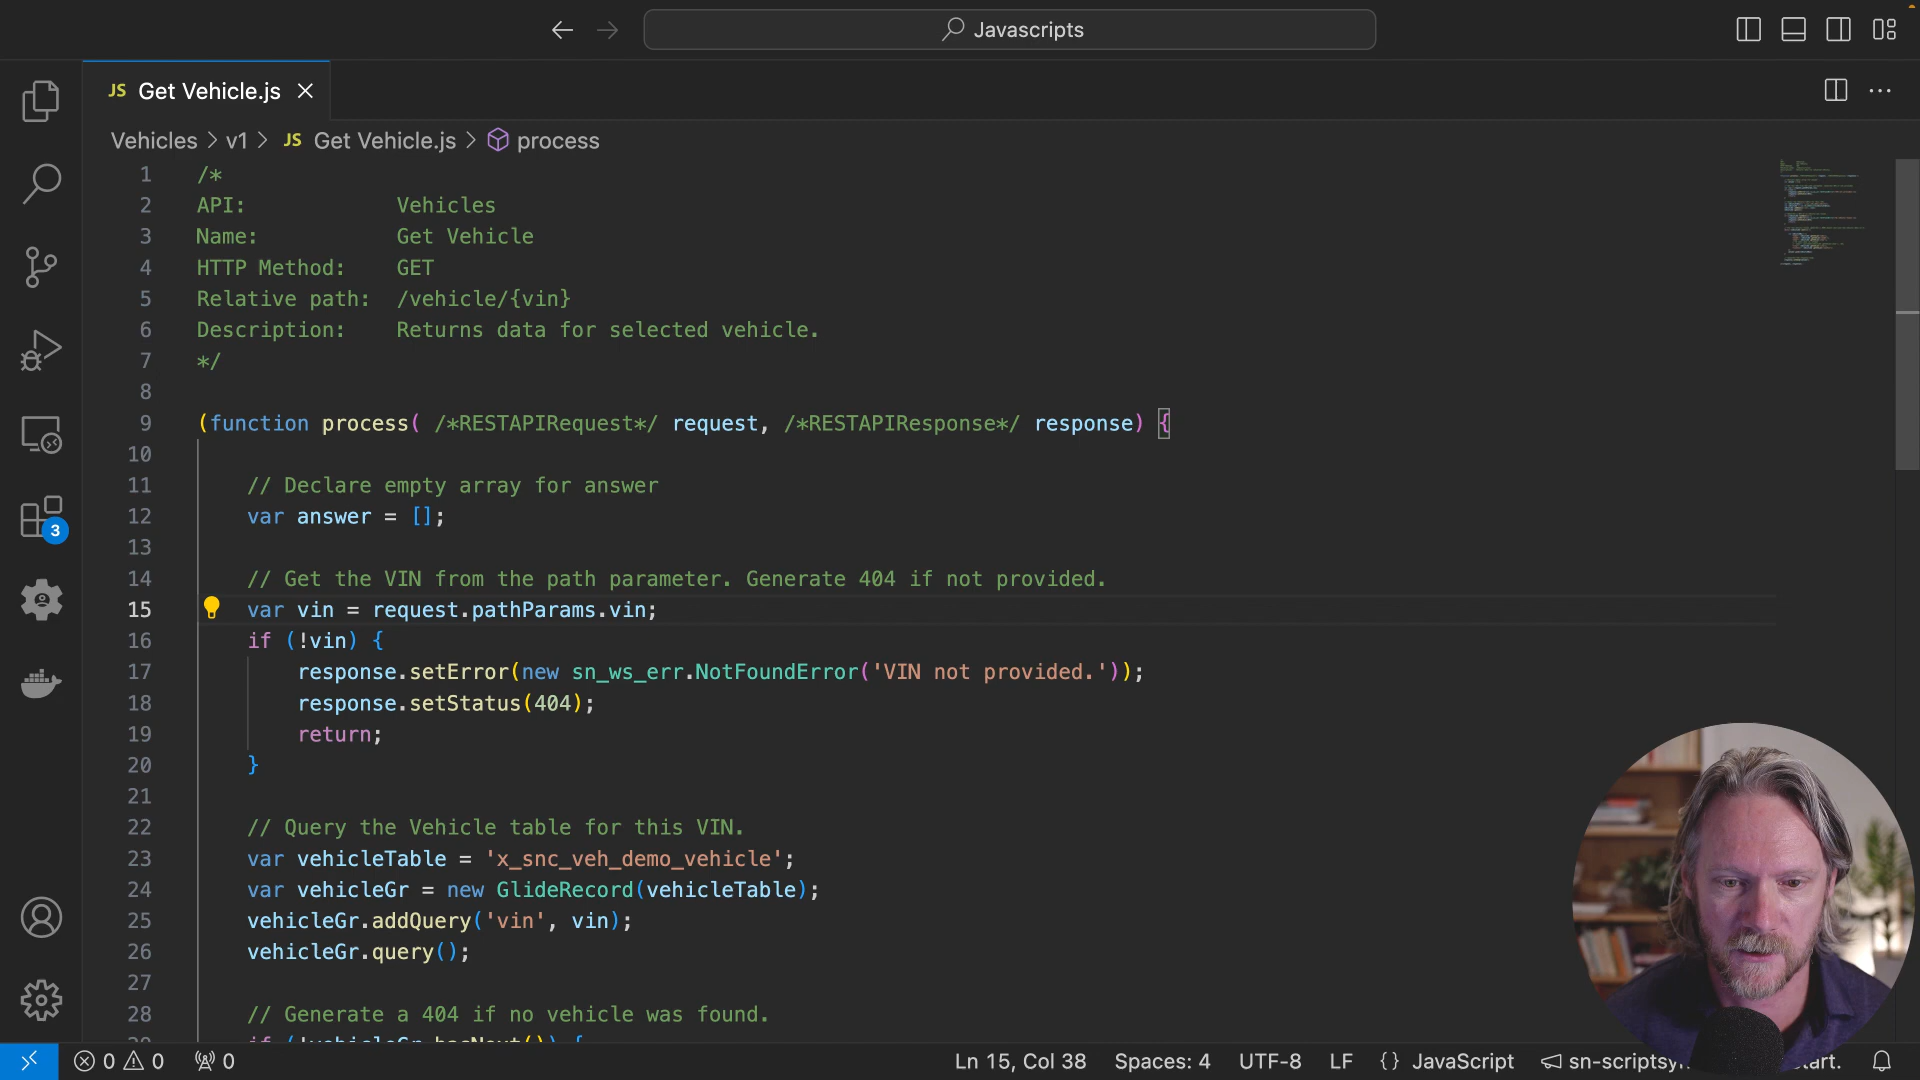 Javascripts
JS Get Vehicle.js
Vehicles > v1 > JS Get Vehicle.js > process
1 /*
2 API: Vehicles
3 Name: Get Vehicle
4 HTTP Method: GET
5 Relative path: /vehicle/{vin}
6 Description: Returns data for selected vehicle.
7 */
8
9 (function process( /*RESTAPIRequest*/ request, /*RESTAPIResponse*/ response) {
10
11 // Declare empty array for answer
12 var answer = [];
13
14 // Get the VIN from the path parameter. Generate 404 if not provided.
15 var vin = request.pathParams.vin;
16 if (!vin) {
17 response.setError(new sn_ws_err.NotFoundError('VIN not provided.'));
18 response.setStatus(404);
19 return;
20 }
21
22 // Query the Vehicle table for this VIN.
23 var vehicleTable = 'x_snc_veh_demo_vehicle';
24 var vehicleGr = new GlideRecord(vehicleTable);
25 vehicleGr.addQuery('vin', vin);
26 vehicleGr.query();
27
28 // Generate a 404 if no vehicle was found.
29 if (!vehicleGr.hasNext()) {
3
0 0 0 Ln 15, Col 38 Spaces: 4 UTF-8 LF {} JavaScript